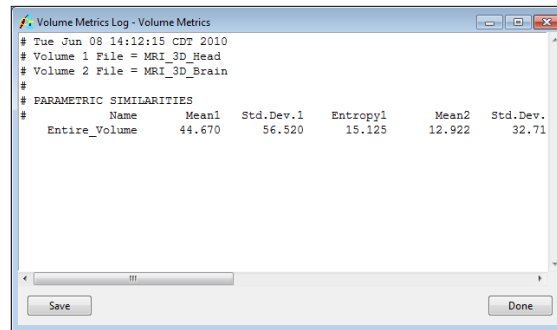 Volume Metrics Log - Volume Metrics
# Tue Jun 08 14:12:15 CDT 2010
# Volume 1 File = MRI_3D_Head
# Volume 2 File = MRI_3D_Brain
#
# PARAMETRIC SIMILARITIES
# Name Mean1 Std.Dev.1 Entropy1 Mean2 Std.Dev.
Entire_Volume 44.670 56.520 15.125 12.922 32.71
Save Done